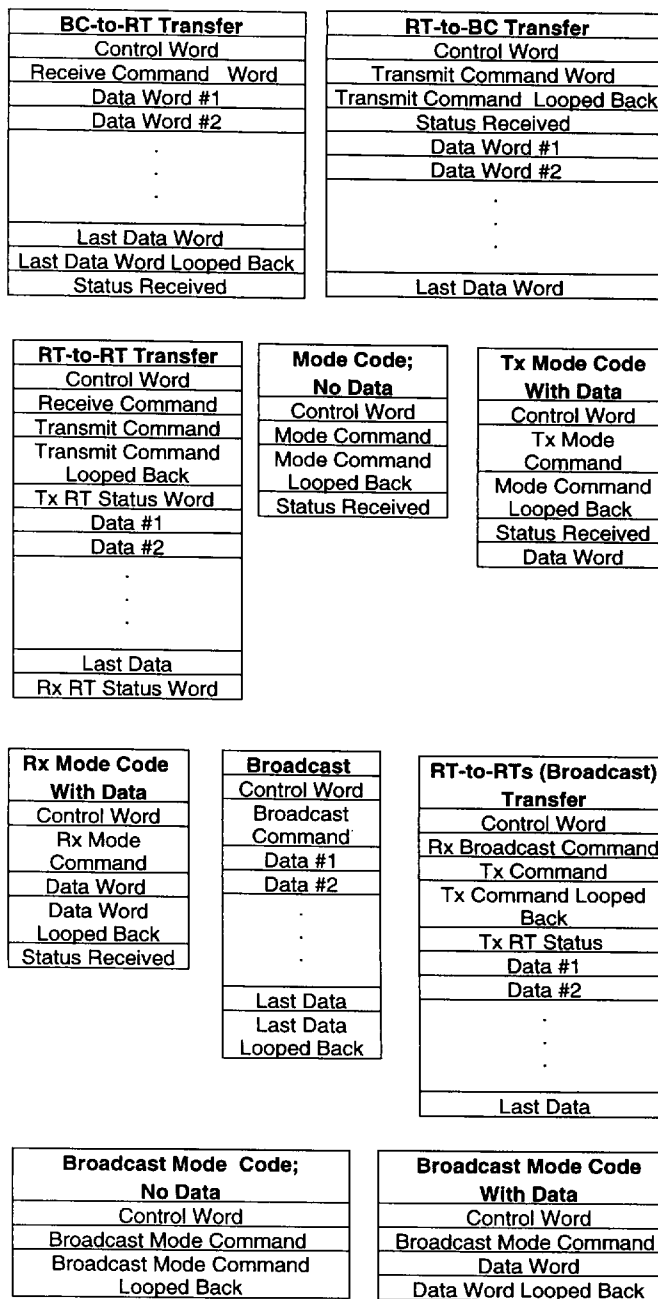 BC-to-RT Transfer
Control Word
Receive Command Word
Data Word #1
Data Word #2
.
.
.
Last Data Word
Last Data Word Looped Back
Status Received
RT-to-BC Transfer
Control Word
Transmit Command Word
Transmit Command Looped Back
Status Received
Data Word #1
Data Word #2
.
.
.
Last Data Word
RT-to-RT Transfer
Control Word
Receive Command
Transmit Command
Transmit Command
Looped Back
Tx RT Status Word
Data #1
Data #2
.
.
.
Last Data
Rx RT Status Word
Mode Code;
No Data
Control Word
Mode Command
Mode Command
Looped Back
Status Received
Tx Mode Code
With Data
Control Word
Tx Mode
Command
Mode Command
Looped Back
Status Received
Data Word
Rx Mode Code
With Data
Control Word
Rx Mode
Command
Data Word
Data Word
Looped Back
Status Received
Broadcast
Control Word
Broadcast
Command
Data #1
Data #2
.
.
.
Last Data
Last Data
Looped Back
RT-to-RTs (Broadcast)
Transfer
Control Word
Rx Broadcast Command
Tx Command
Tx Command Looped
Back
Tx RT Status
Data #1
Data #2
.
.
.
Last Data
Broadcast Mode Code;
No Data
Control Word
Broadcast Mode Command
Broadcast Mode Command
Looped Back
Broadcast Mode Code
With Data
Control Word
Broadcast Mode Command
Data Word
Data Word Looped Back